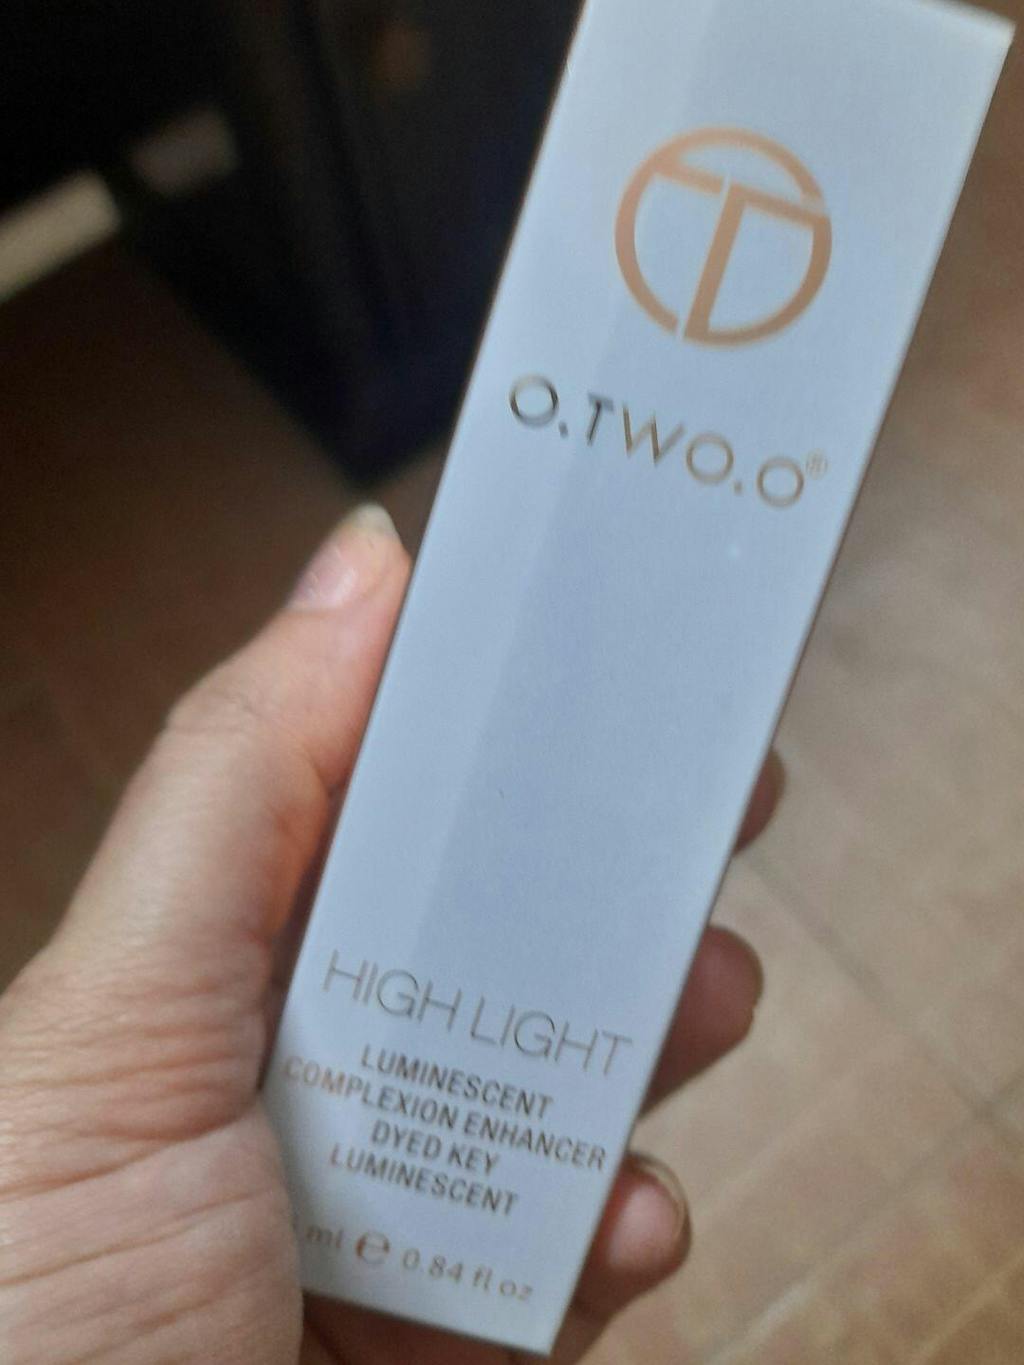 O.TWO.O®
HIGH LIGHT
LUMINESCENT
COMPLEXION ENHANCER
DYED KEY
LUMINESCENT
ml ℮ 0.84 fl oz